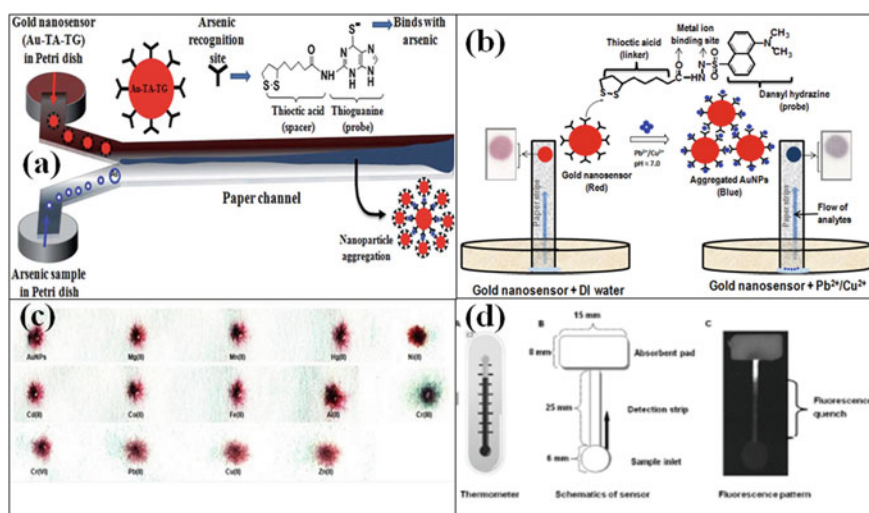 Gold nanosensor
(Au-TA-TG)
in Petri dish
Arsenic
recognition
site
Binds with
arsenic
S
O
N
N
HN
N
NH
N
H
S-S
Au-TA-TG
Thioctic acid
(spacer)
Thioguanine
(probe)
(a)
Paper channel
Nanoparticle
aggregation
Arsenic sample
in Petri dish
(b)
Metal ion
binding site
Thioctic aicid
(linker)
S-S
C
O
HN
N
S
O
N
CH₃
CH₃
Dansyl hydrazine
(probe)
Pb²⁺/Cu²⁺
pH = 7.0
Gold nanosensor
(Red)
Aggregated AuNPs
(Blue)
Paper strips
Paper strips
Flow of
analytes
Gold nanosensor + DI water
Gold nanosensor + Pb²⁺/Cu²⁺
(c)
AuNPs
Mg(II)
Mn(II)
Hg(II)
Ni(II)
Cd(II)
Co(II)
Fe(II)
Al(II)
Cr(III)
Cr(VI)
Pb(II)
Cu(II)
Zn(II)
(d)
A
B
C
15 mm
8 mm
Absorbent pad
25 mm
Detection strip
6 mm
Sample inlet
Fluorescence
quench
Thermometer
Schematics of sensor
Fluorescence pattern